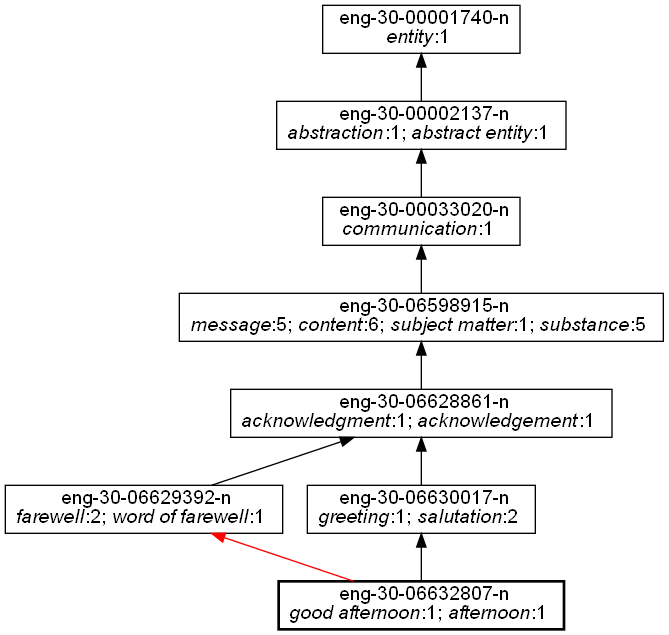 eng-30-00001740-n
entity:1
eng-30-00002137-n
abstraction:1; abstract entity:1
eng-30-00033020-n
communication:1
eng-30-06598915-n
message:5; content:6; subject matter:1; substance:5
eng-30-06628861-n
acknowledgment:1; acknowledgement:1
eng-30-06629392-n
farewell:2; word of farewell:1
eng-30-06630017-n
greeting:1; salutation:2
eng-30-06632807-n
good afternoon:1; afternoon:1